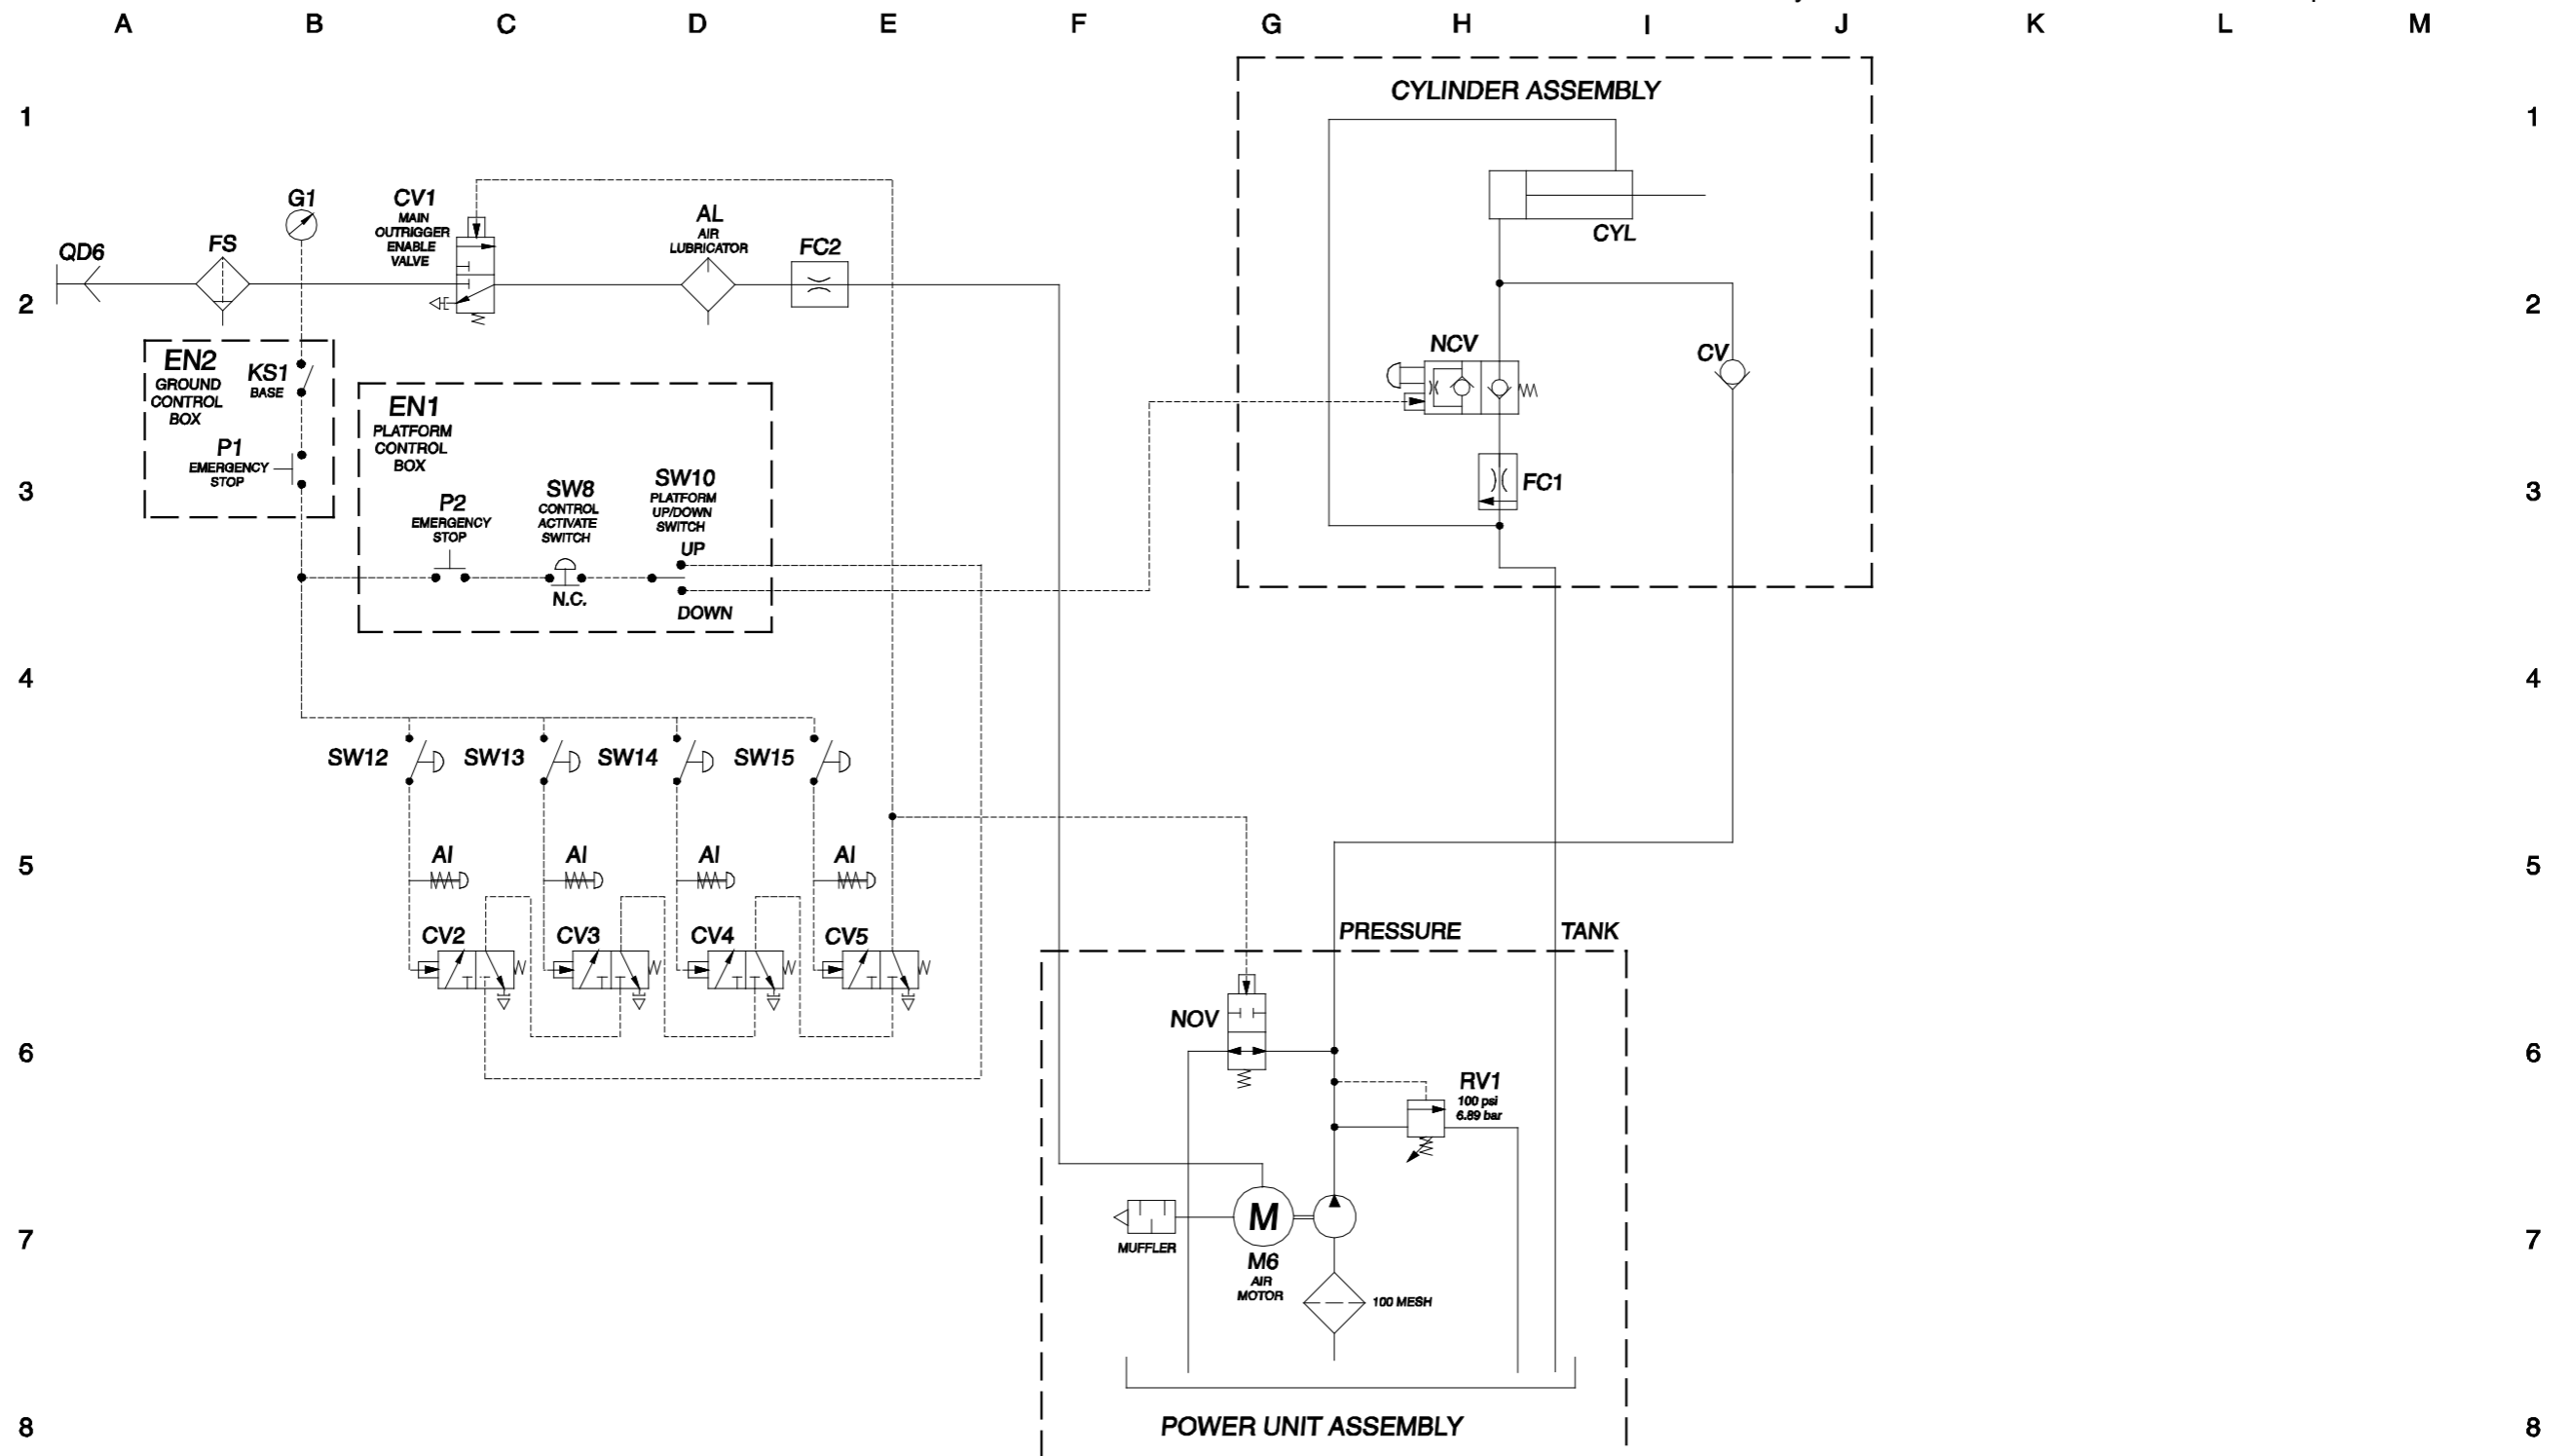 A B C D E F G H I J K L M
CYLINDER ASSEMBLY
1 1
G1
CV1
MAIN
OUTRIGGER
ENABLE
VALVE
AL
AIR
LUBRICATOR
FC2
QD6
FS
CYL
2 2
EN2
GROUND
CONTROL
BOX
KS1
BASE
P1
EMERGENCY
STOP
EN1
PLATFORM
CONTROL
BOX
NCV
CV
3 3
P2
EMERGENCY
STOP
SW8
CONTROL
ACTIVATE
SWITCH
N.C.
SW10
PLATFORM
UP/DOWN
SWITCH
UP
DOWN
FC1
4 4
SW12 SW13 SW14 SW15
5 5
AI AI AI AI
CV2 CV3 CV4 CV5
PRESSURE TANK
NOV
6 6
RV1
100 psi
6.89 bar
M
7 7
MUFFLER
M6
AIR
MOTOR
100 MESH
8 8
POWER UNIT ASSEMBLY